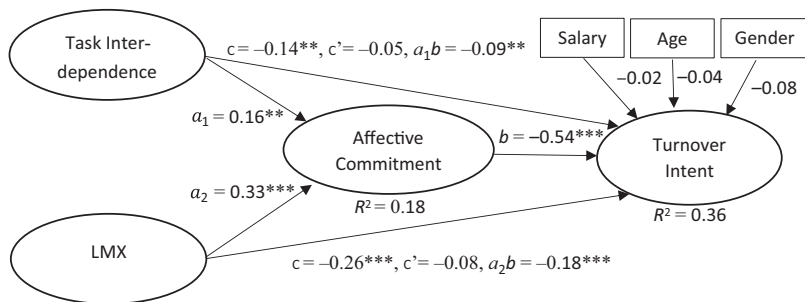 Task Inter-
dependence
c = –0.14**, c’= –0.05, a₁b = –0.09**
Salary
Age
Gender
–0.02
–0.04
–0.08
a₁ = 0.16**
Affective
Commitment
b = –0.54***
Turnover
Intent
a₂ = 0.33***
R² = 0.18
R² = 0.36
LMX
c = –0.26***, c’= –0.08, a₂b = –0.18***